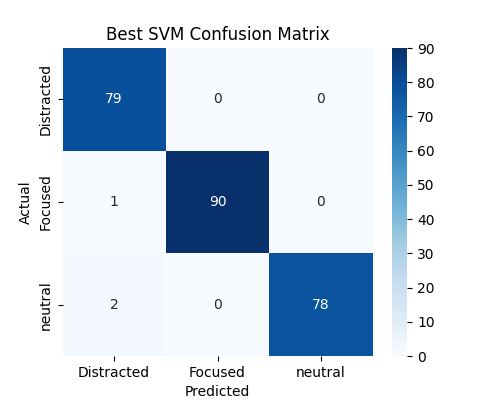 Best SVM Confusion Matrix
Actual
Distracted
79
0
0
Focused
1
90
0
neutral
2
0
78
Distracted
Focused
neutral
Predicted
90
80
70
60
50
40
30
20
10
0